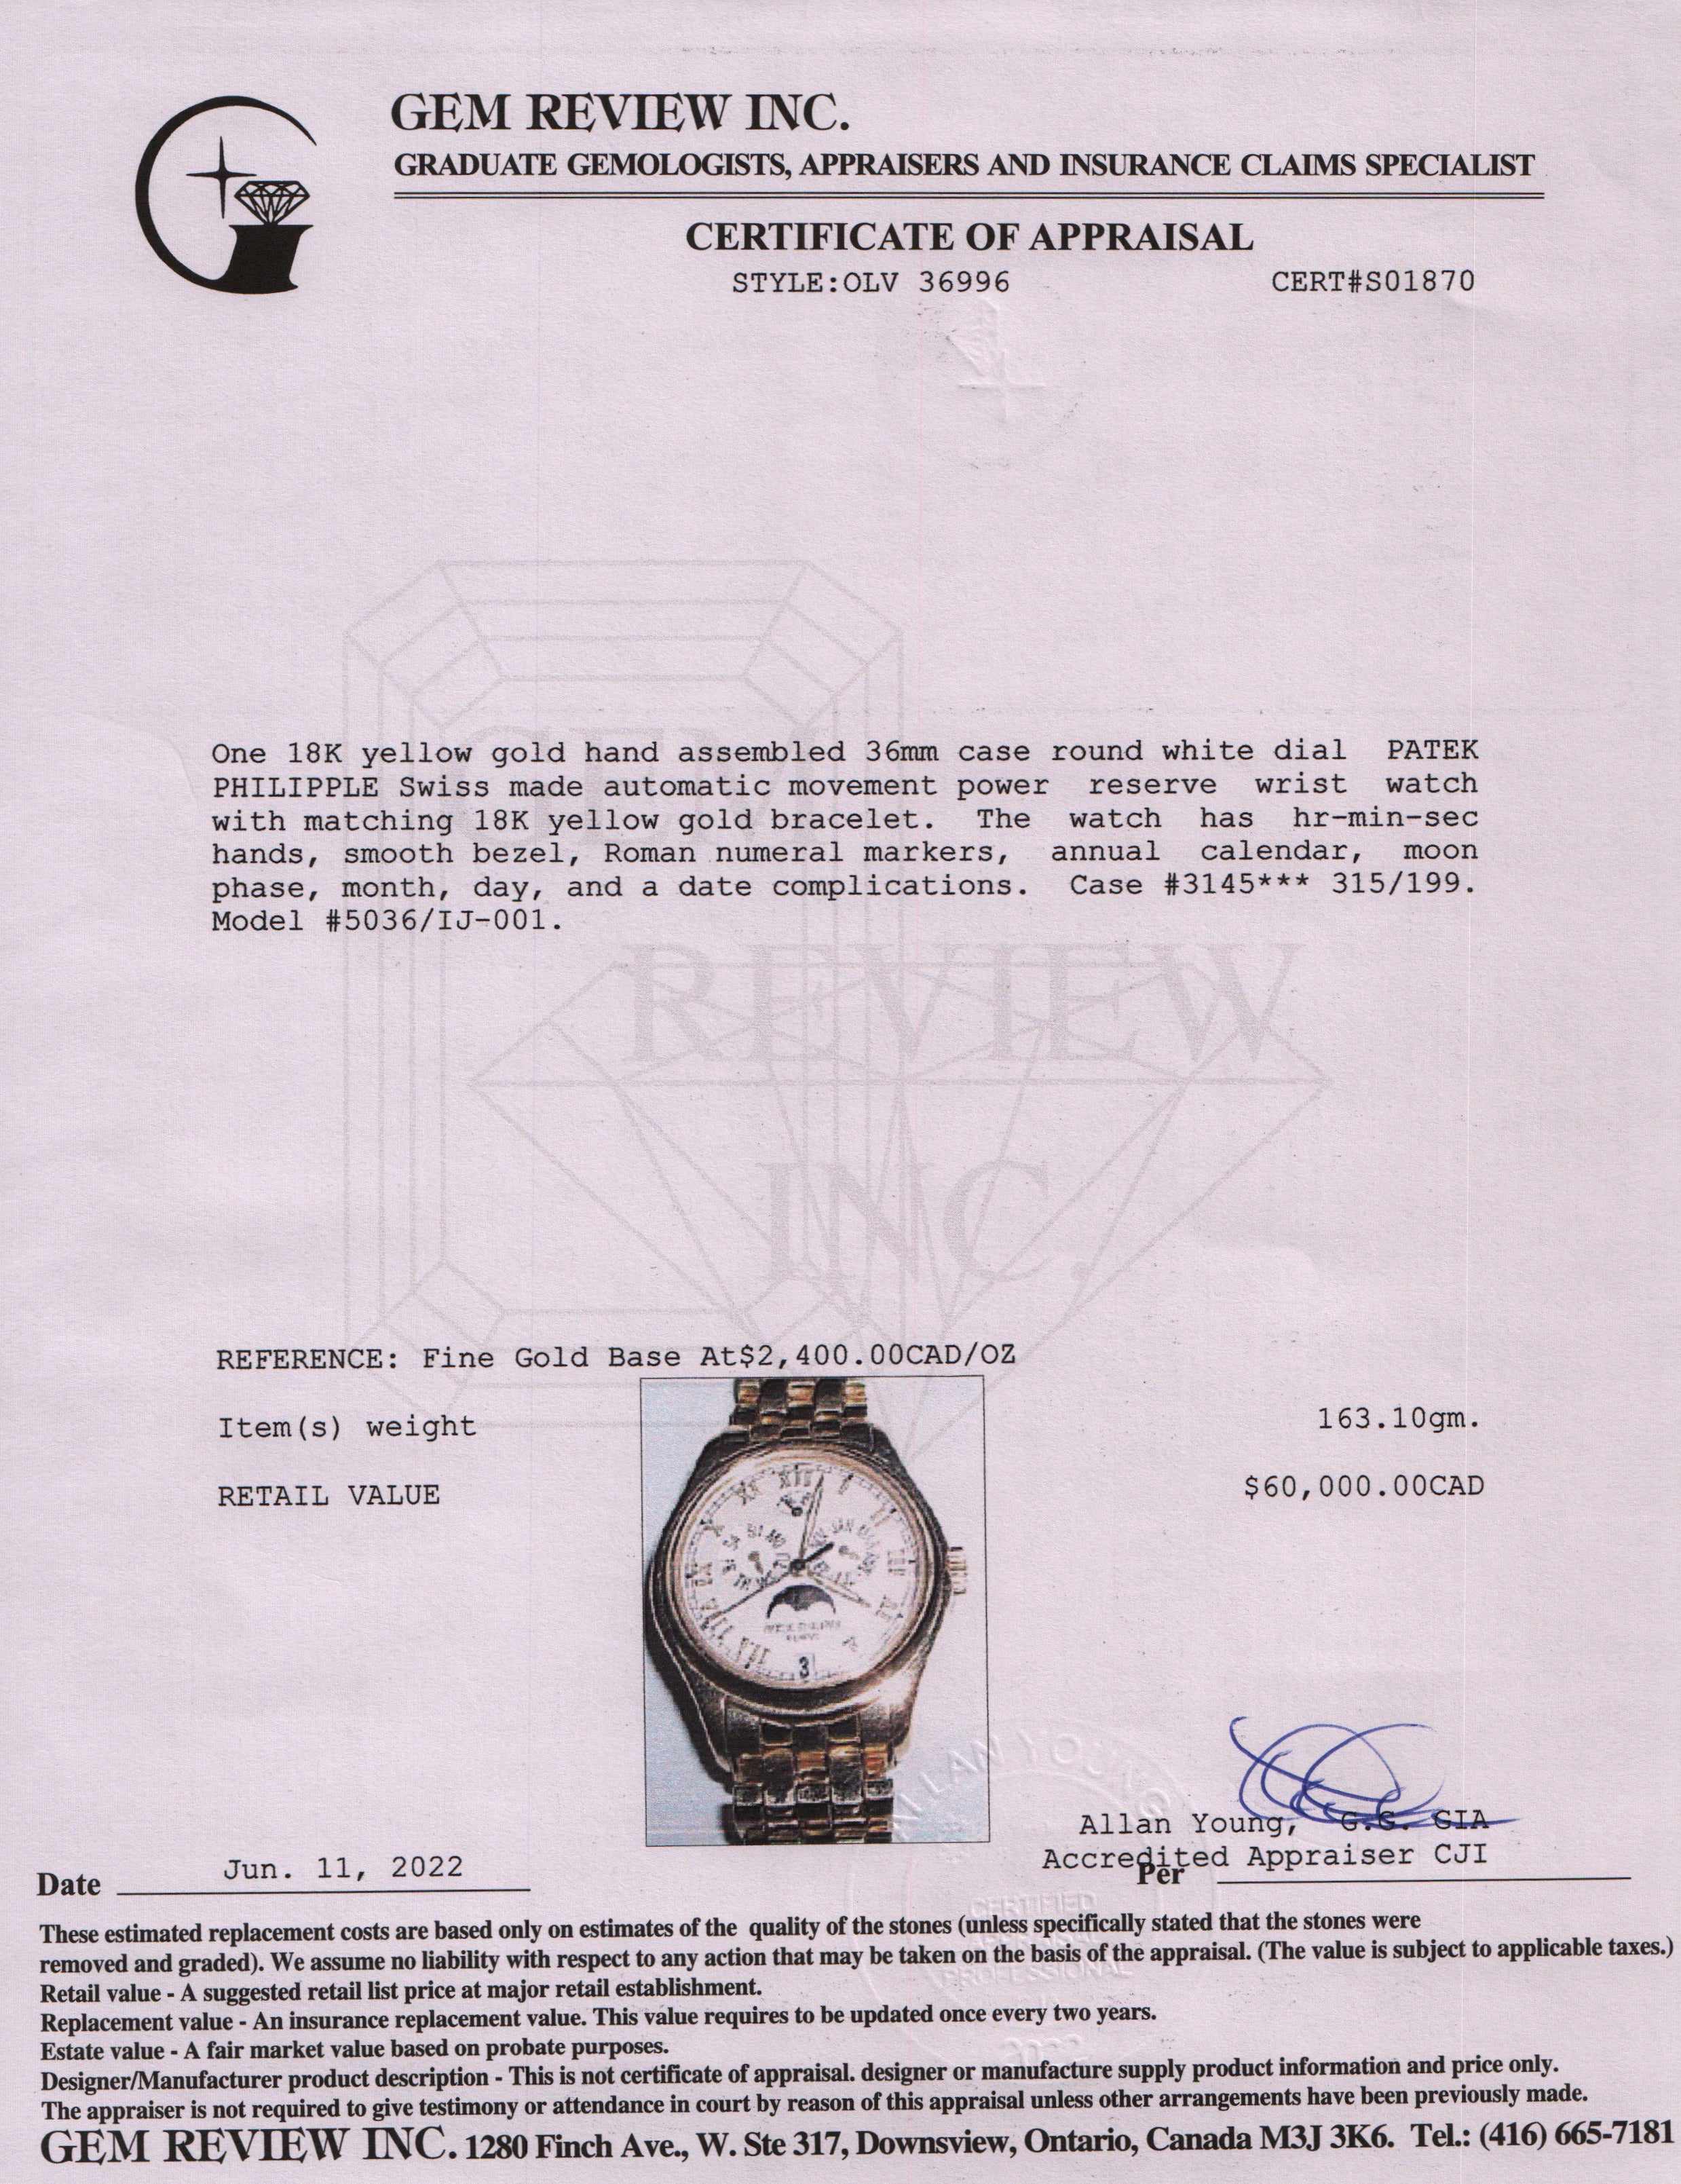 GEM REVIEW INC.
GRADUATE GEMOLOGISTS, APPRAISERS AND INSURANCE CLAIMS SPECIALIST
CERTIFICATE OF APPRAISAL
STYLE:OLV 36996 CERT#S01870
One 18K yellow gold hand assembled 36mm case round white dial PATEK
PHILIPPLE Swiss made automatic movement power reserve wrist watch
with matching 18K yellow gold bracelet. The watch has hr-min-sec
hands, smooth bezel, Roman numeral markers, annual calendar, moon
phase, month, day, and a date complications. Case #3145*** 315/199.
Model #5036/IJ-001.
GEM
REVIEW
INC.
REFERENCE: Fine Gold Base At$2,400.00CAD/OZ
Item(s) weight 163.10gm.
RETAIL VALUE $60,000.00CAD
3
ALLAN YOUNG
CERTIFIED
PROFESSIONAL
Allan Young, G.G. GIA
Accredited Appraiser CJI
Date Jun. 11, 2022 Per
These estimated replacement costs are based only on estimates of the quality of the stones (unless specifically stated that the stones were
removed and graded). We assume no liability with respect to any action that may be taken on the basis of the appraisal. (The value is subject to applicable taxes.)
Retail value - A suggested retail list price at major retail establishment.
Replacement value - An insurance replacement value. This value requires to be updated once every two years.
Estate value - A fair market value based on probate purposes.
Designer/Manufacturer product description - This is not certificate of appraisal. designer or manufacture supply product information and price only.
The appraiser is not required to give testimony or attendance in court by reason of this appraisal unless other arrangements have been previously made.
GEM REVIEW INC. 1280 Finch Ave., W. Ste 317, Downsview, Ontario, Canada M3J 3K6. Tel.: (416) 665-7181